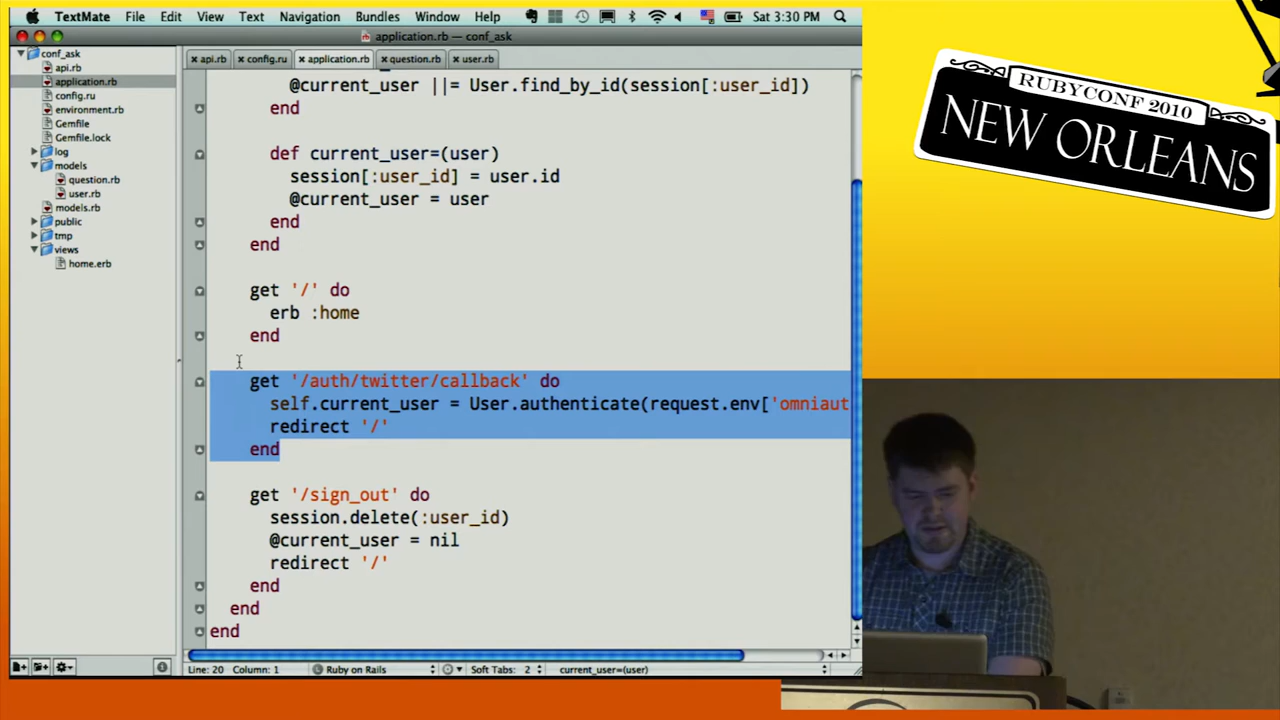 TextMate File Edit View Text Navigation Bundles Window Help Sat 3:30 PM
application.rb — conf_ask
conf_ask
api.rb
application.rb
config.ru
environment.rb
Gemfile
Gemfile.lock
log
models
question.rb
user.rb
models.rb
public
tmp
views
home.erb
api.rb config.ru application.rb question.rb user.rb
@current_user ||= User.find_by_id(session[:user_id])
end
def current_user=(user)
session[:user_id] = user.id
@current_user = user
end
end
get '/' do
erb :home
end
get '/auth/twitter/callback' do
self.current_user = User.authenticate(request.env['omniaut
redirect '/'
end
get '/sign_out' do
session.delete(:user_id)
@current_user = nil
redirect '/'
end
end
end
Line: 20 Column: 1 Ruby on Rails Soft Tabs: 2 current_user=(user)
RUBYCONF 2010
NEW ORLEANS